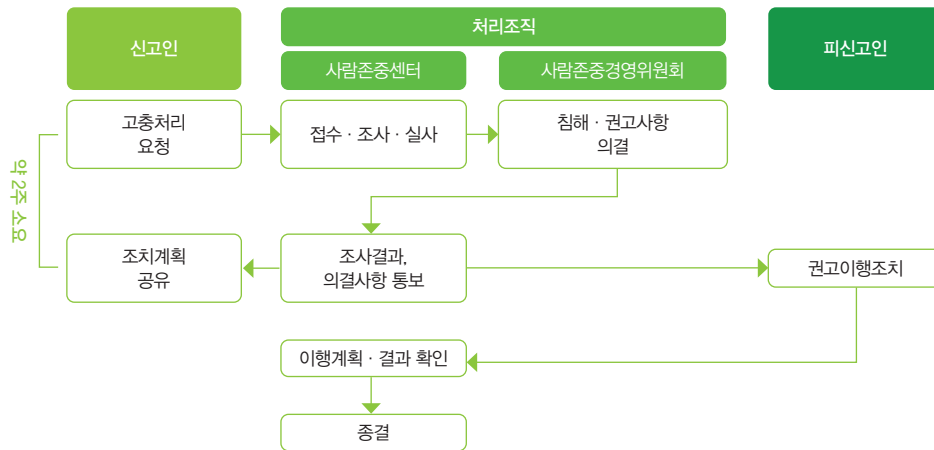 신고인
처리조직
피신고인
사람존중센터
사람존중경영위원회
고충처리
요청
접수 · 조사 · 실사
침해 · 권고사항
의결
약 2주 소요
조치계획
공유
조사결과,
의결사항 통보
권고이행조치
이행계획 · 결과 확인
종결